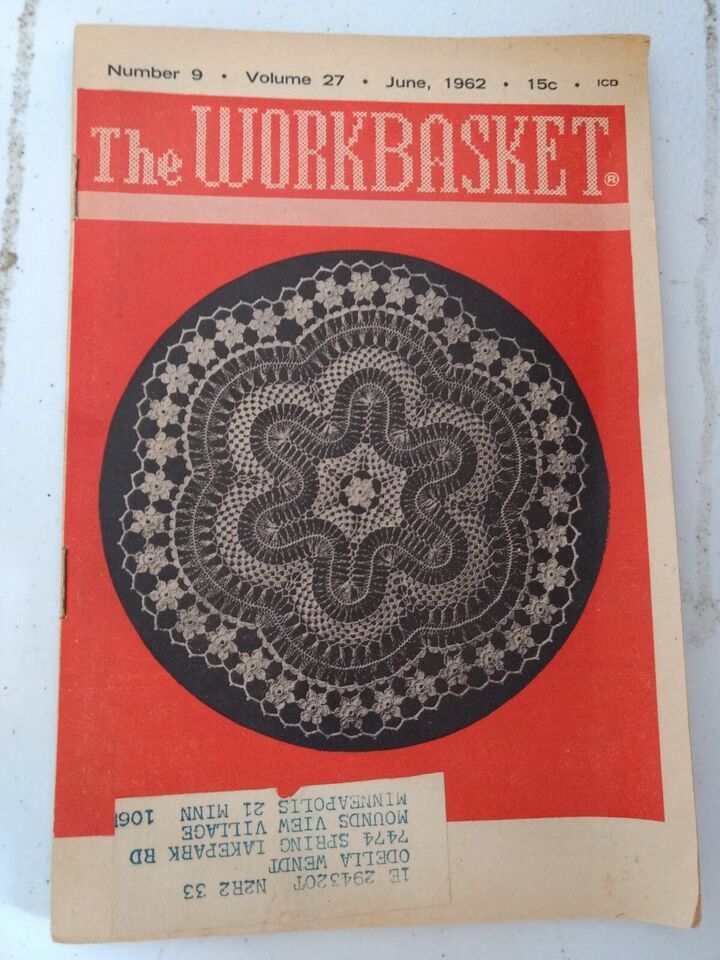 Number 9 • Volume 27 • June, 1962 • 15c • ICD
The WORKBASKET®
1E 294320T N2R2 33
ODELLA WENDT
7474 SPRING LAKEPARK RD
MOUNDS VIEW VILLAGE
MINNEAPOLIS 21 MINN